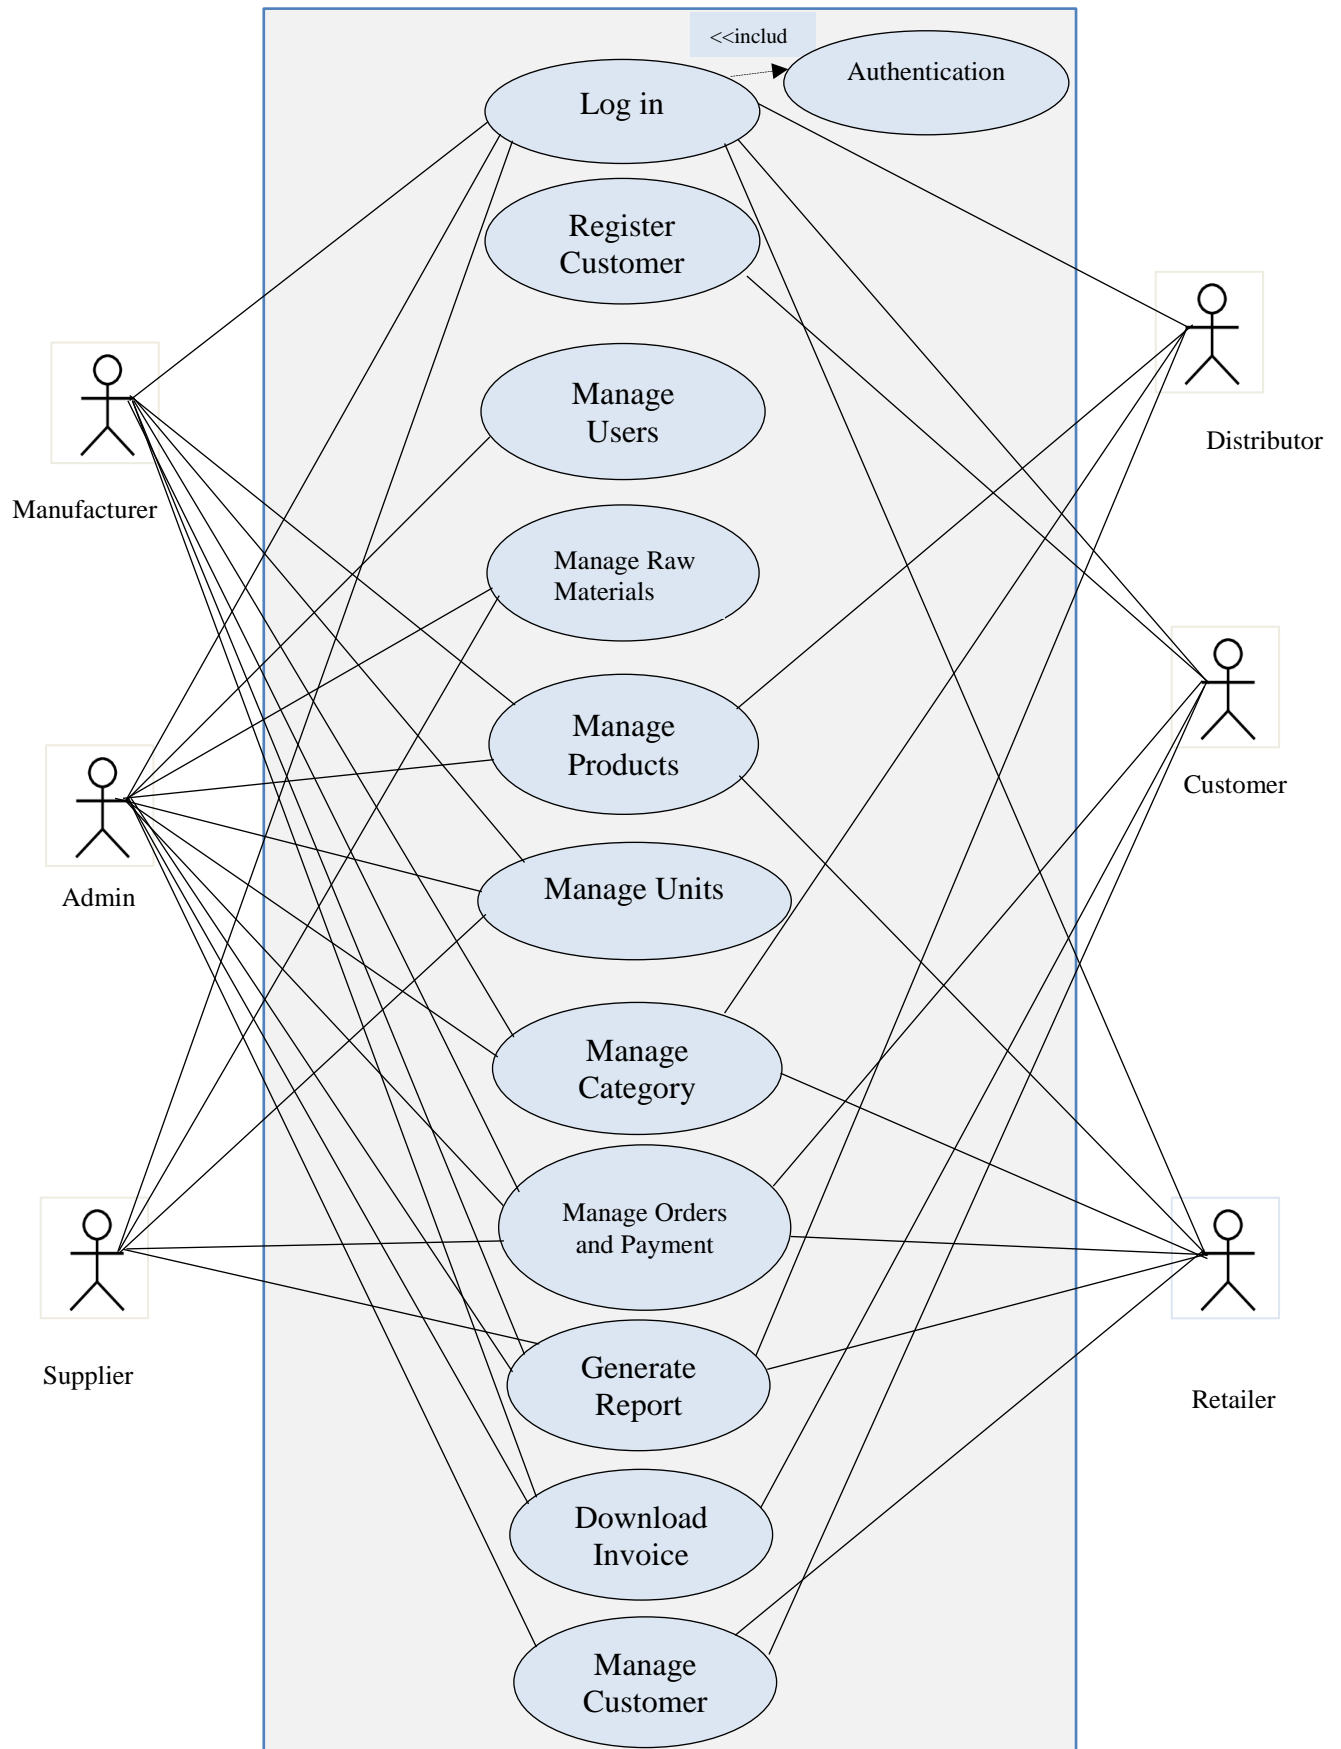 <<includ
Authentication
Log in
Register
Customer
Manage
Users
Distributor
Manufacturer
Manage Raw
Materials
Manage
Products
Customer
Admin
Manage Units
Manage
Category
Manage Orders
and Payment
Supplier
Generate
Report
Retailer
Download
Invoice
Manage
Customer